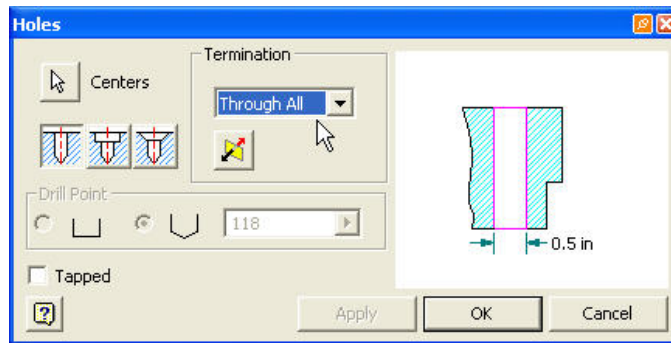 Holes
Centers
Termination
Through All
Drill Point
118
Tapped
0.5 in
Apply
OK
Cancel